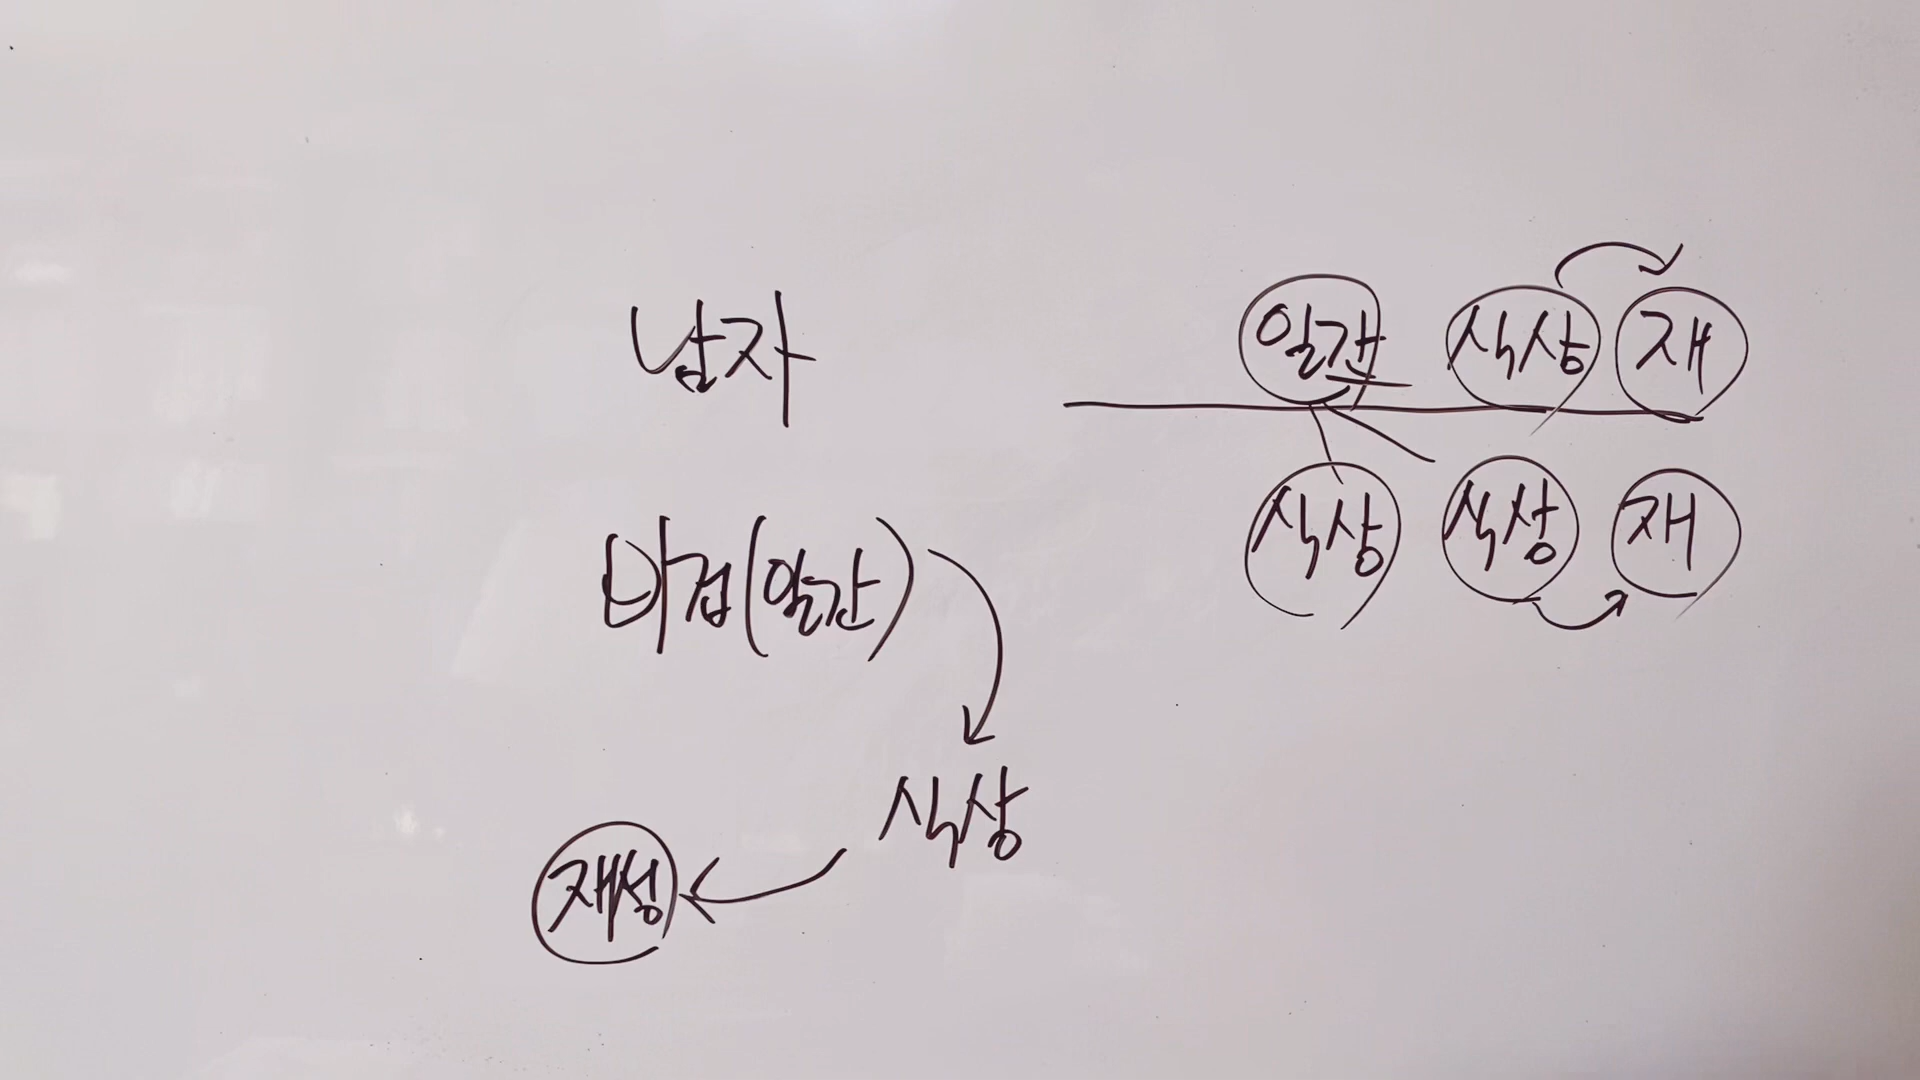 남자
비겁(일간)
식상
재성
일간 식상 재
식상 식상 재